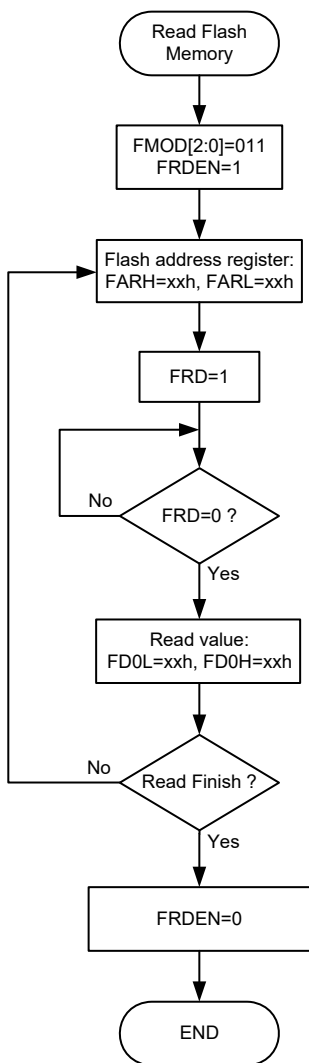 Read Flash
Memory
FMOD[2:0]=011
FRDEN=1
Flash address register:
FARH=xxh, FARL=xxh
FRD=1
No
FRD=0 ?
Yes
Read value:
FD0L=xxh, FD0H=xxh
No
Read Finish ?
Yes
FRDEN=0
END